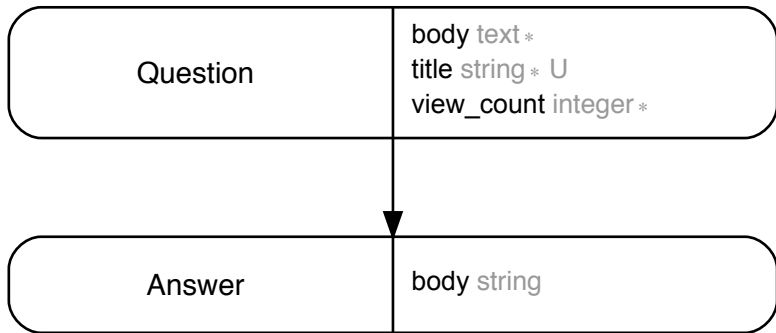 Question
body text ∗
title string ∗ U
view_count integer ∗
Answer
body string